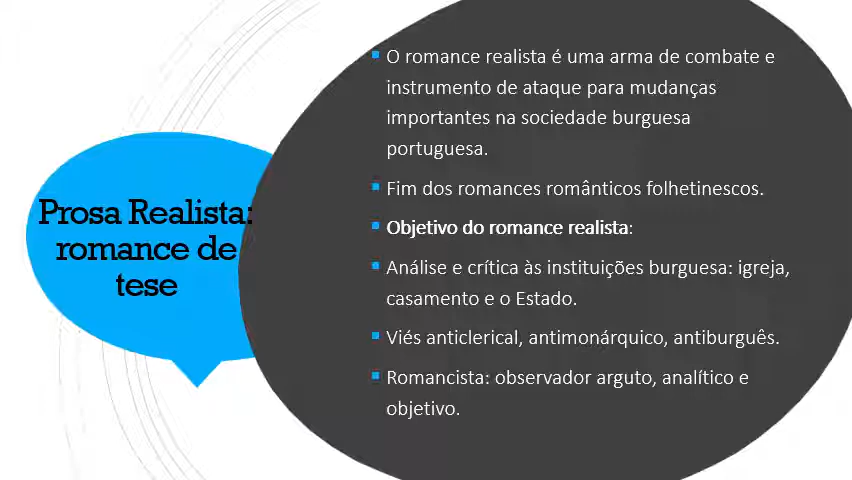 Prosa Realista:
romance de
tese
O romance realista é uma arma de combate e
instrumento de ataque para mudanças
importantes na sociedade burguesa
portuguesa.
Fim dos romances românticos folhetinescos.
Objetivo do romance realista:
Análise e crítica às instituições burguesa: igreja,
casamento e o Estado.
Viés anticlerical, antimonárquico, antiburguês.
Romancista: observador arguto, analítico e
objetivo.